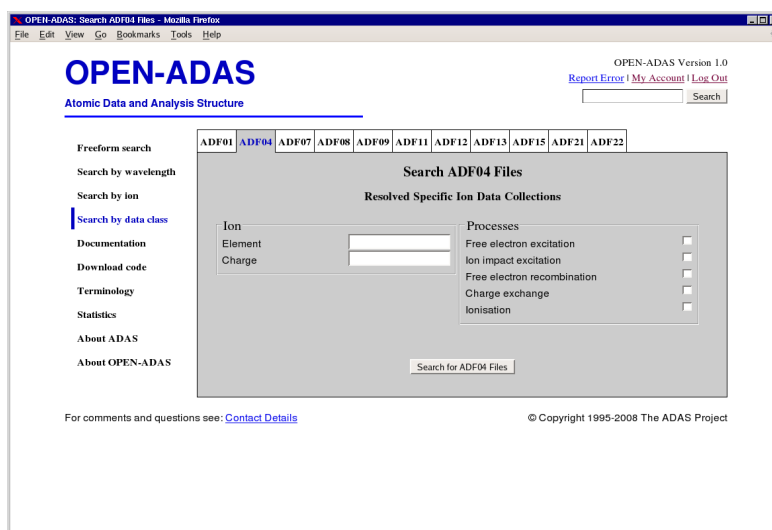 OPEN-ADAS: Search ADF04 Files - Mozilla Firefox
File Edit View Go Bookmarks Tools Help
OPEN-ADAS
Atomic Data and Analysis Structure
OPEN-ADAS Version 1.0
Report Error | My Account | Log Out
Search
Freeform search
Search by wavelength
Search by ion
Search by data class
Documentation
Download code
Terminology
Statistics
About ADAS
About OPEN-ADAS
ADF01 ADF04 ADF07 ADF08 ADF09 ADF11 ADF12 ADF13 ADF15 ADF21 ADF22
Search ADF04 Files
Resolved Specific Ion Data Collections
Ion
Element
Charge
Processes
Free electron excitation
Ion impact excitation
Free electron recombination
Charge exchange
Ionisation
Search for ADF04 Files
For comments and questions see: Contact Details
© Copyright 1995-2008 The ADAS Project